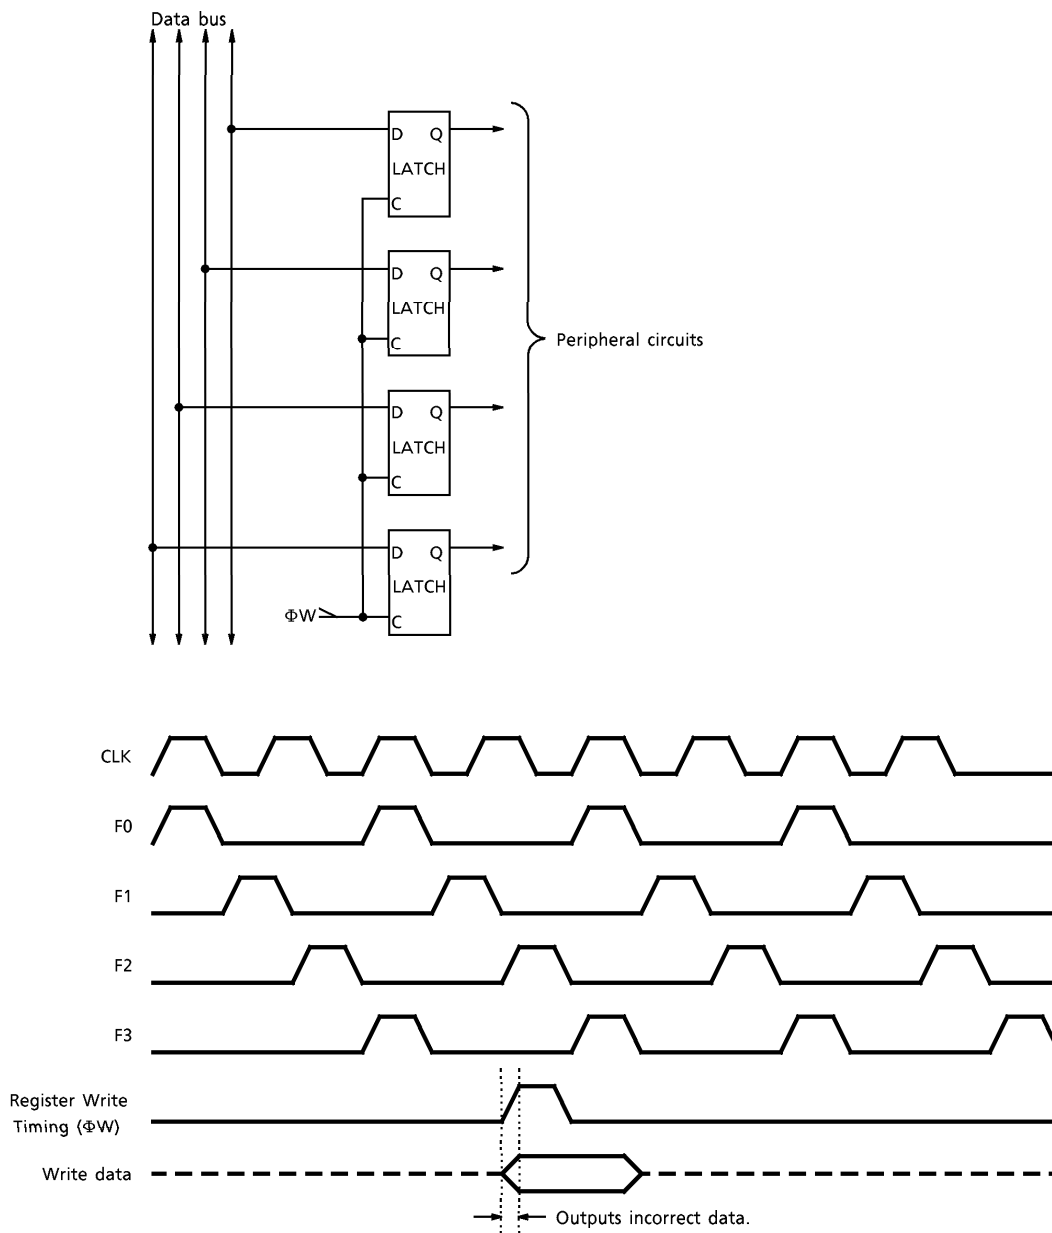 Data bus
D Q
LATCH
C
D Q
LATCH
C
Peripheral circuits
D Q
LATCH
C
D Q
LATCH
ΦW
C
CLK
F0
F1
F2
F3
Register Write
Timing (ΦW)
Write data
Outputs incorrect data.